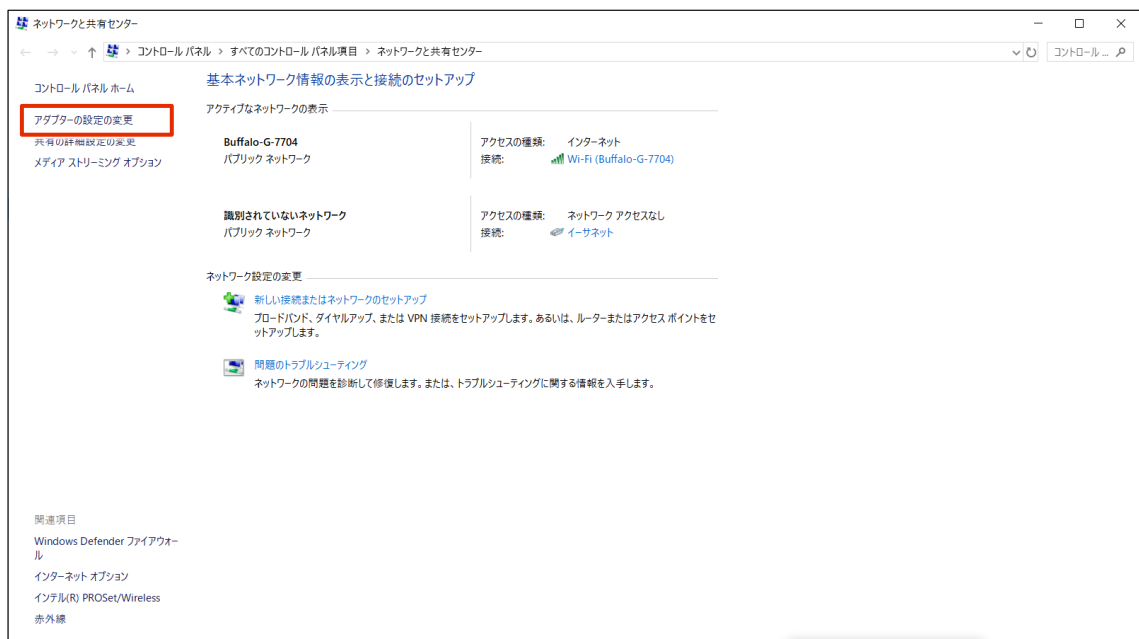 ネットワークと共有センター
コントロール パネル > すべてのコントロール パネル項目 > ネットワークと共有センター
コントロール ...
コントロール パネル ホーム
アダプターの設定の変更
共有の詳細設定の変更
メディア ストリーミング オプション
基本ネットワーク情報の表示と接続のセットアップ
アクティブなネットワークの表示
Buffalo-G-7704
パブリック ネットワーク
アクセスの種類: インターネット
接続: Wi-Fi (Buffalo-G-7704)
識別されていないネットワーク
パブリック ネットワーク
アクセスの種類: ネットワーク アクセスなし
接続: イーサネット
ネットワーク設定の変更
新しい接続またはネットワークのセットアップ
ブロードバンド、ダイヤルアップ、または VPN 接続をセットアップします。あるいは、ルーターまたはアクセス ポイントをセ
ットアップします。
問題のトラブルシューティング
ネットワークの問題を診断して修復します。または、トラブルシューティングに関する情報を入手します。
関連項目
Windows Defender ファイアウォー
ル
インターネット オプション
インテル(R) PROSet/Wireless
赤外線